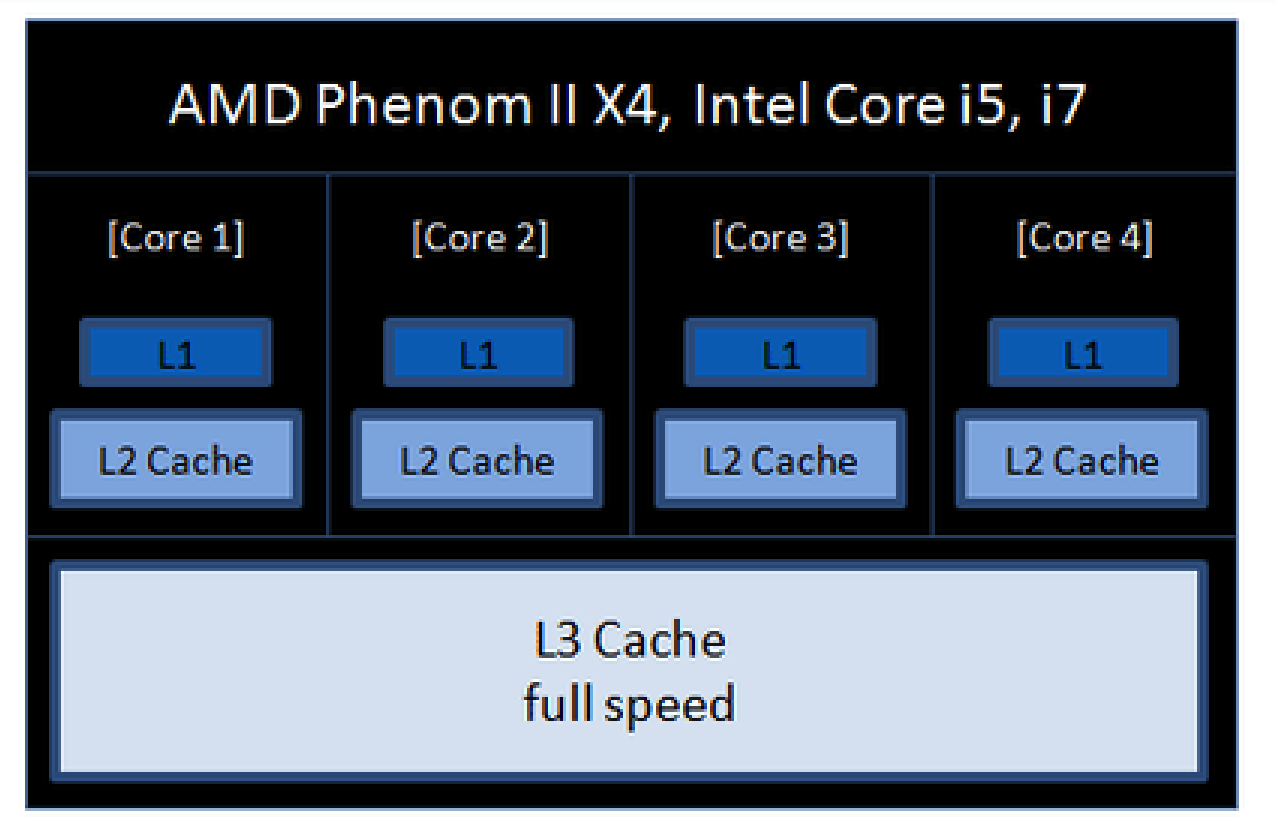 AMD Phenom II X4, Intel Core i5, i7
[Core 1] [Core 2] [Core 3] [Core 4]
L1 L1 L1 L1
L2 Cache L2 Cache L2 Cache L2 Cache
L3 Cache
full speed